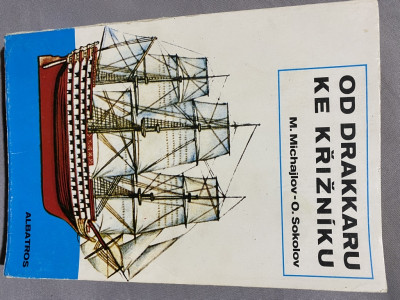 OD DRAKKARU
KE KŘIŽNÍKU
M. Michajlov-O. Sokolov
ALBATROS